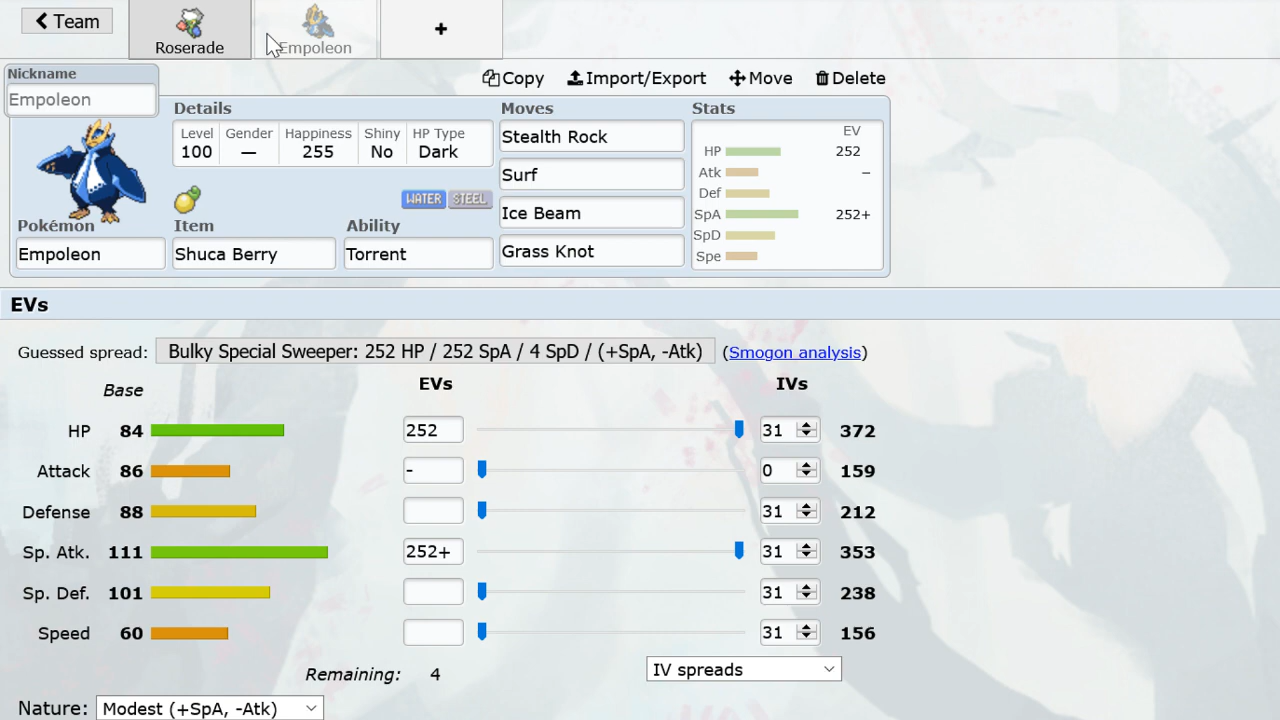 Team
Roserade
Empoleon
+
Nickname
Empoleon
Copy
Import/Export
Move
Delete
Details
Level
Gender
Happiness
Shiny
HP Type
100
—
255
No
Dark
WATER STEEL
Pokémon
Empoleon
Item
Shuca Berry
Ability
Torrent
Moves
Stealth Rock
Surf
Ice Beam
Grass Knot
Stats
EV
HP 252
Atk –
Def
SpA 252+
SpD
Spe
EVs
Guessed spread: Bulky Special Sweeper: 252 HP / 252 SpA / 4 SpD / (+SpA, -Atk) (Smogon analysis)
Base EVs IVs
HP 84 252 31 372
Attack 86 - 0 159
Defense 88 31 212
Sp. Atk. 111 252+ 31 353
Sp. Def. 101 31 238
Speed 60 31 156
Remaining: 4 IV spreads
Nature: Modest (+SpA, -Atk)